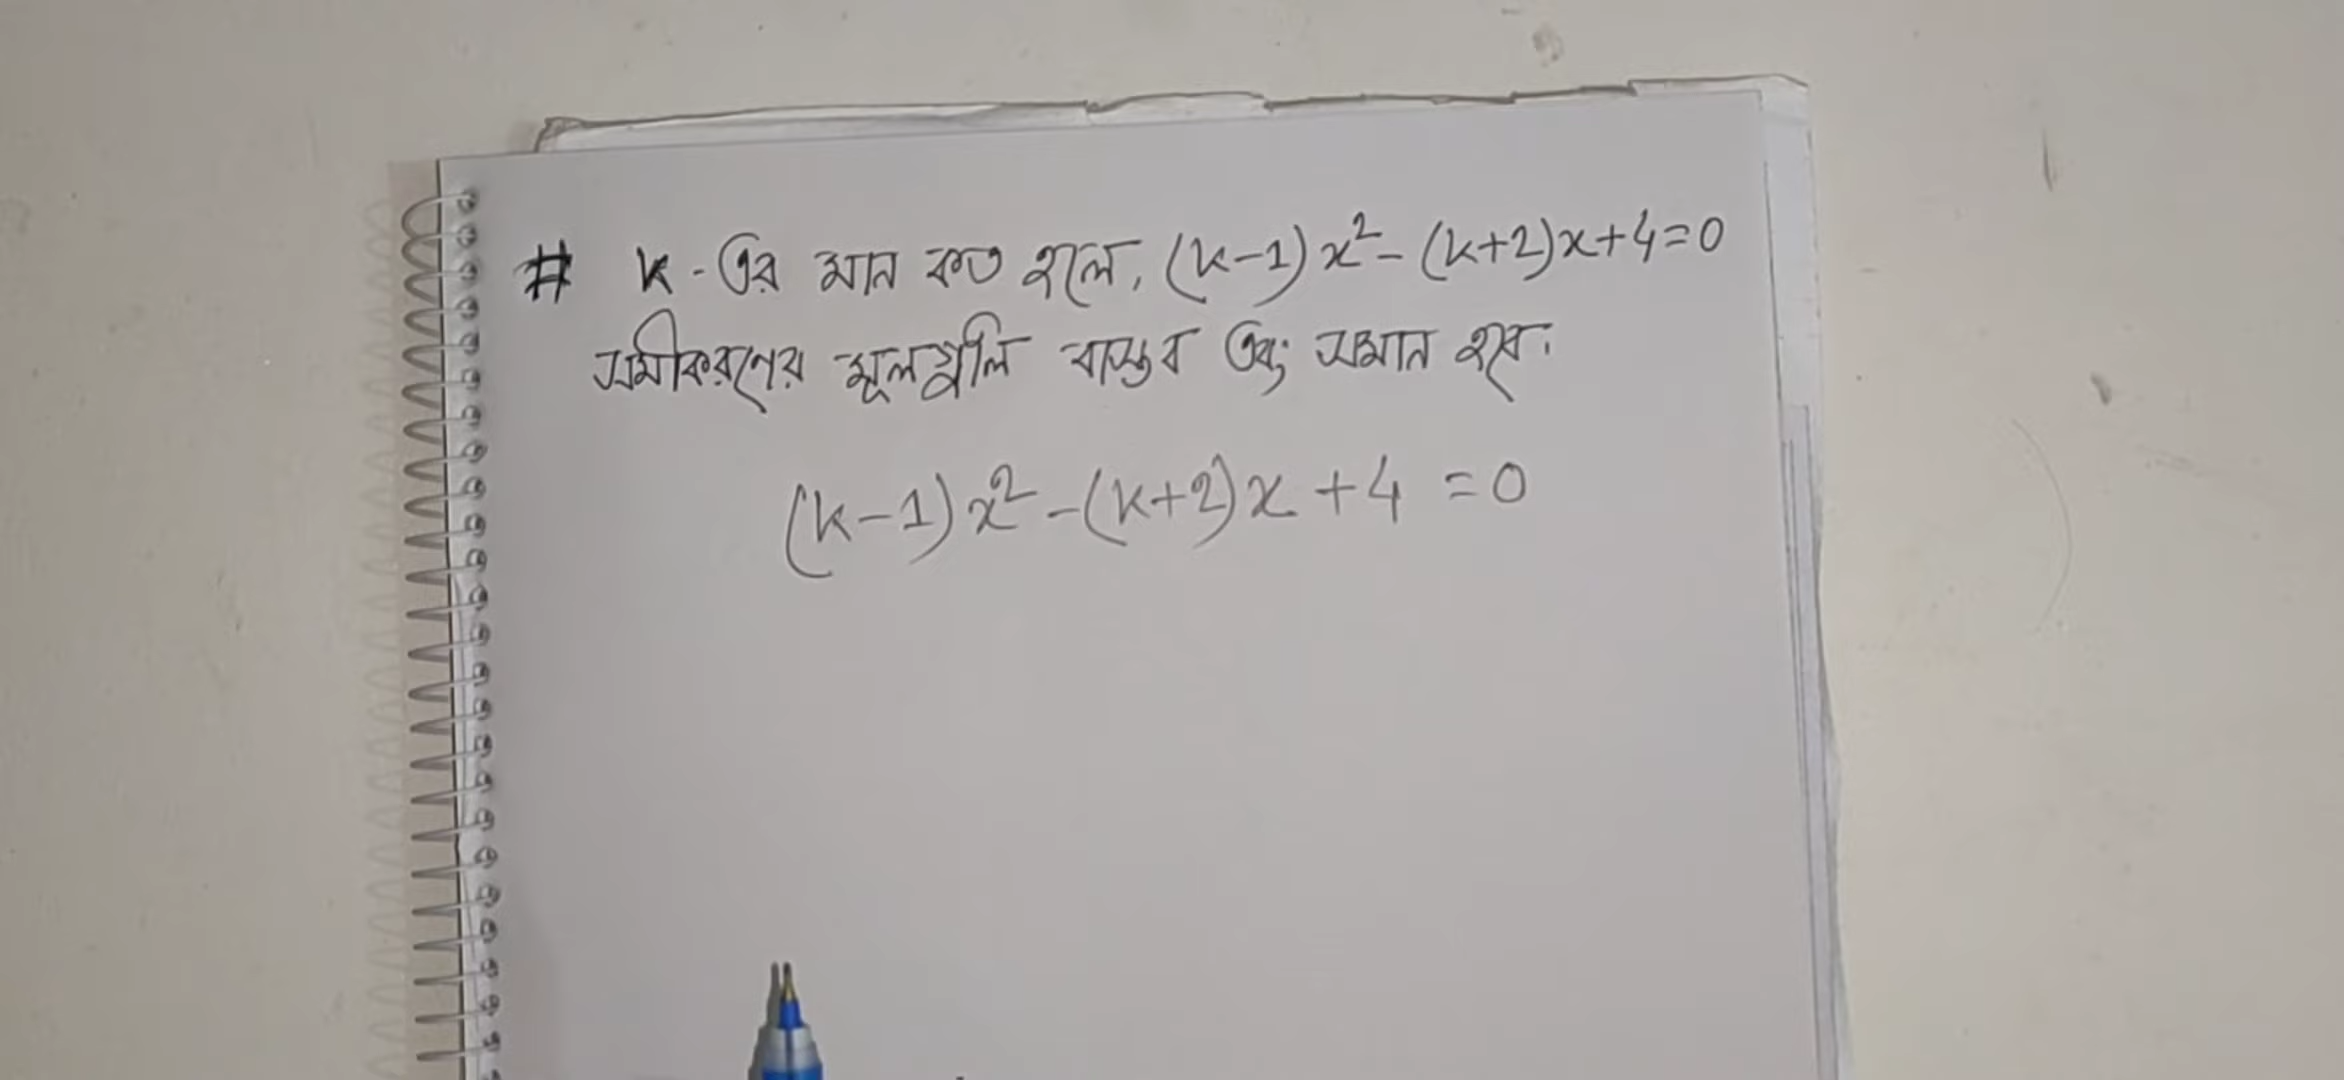 # k-এর মান কত হলে, (k-1)x²-(k+2)x+4=0
সমীকরণের মূলগুলি বাস্তব এবং সমান হবে।
(k-1)x²-(k+2)x+4=0